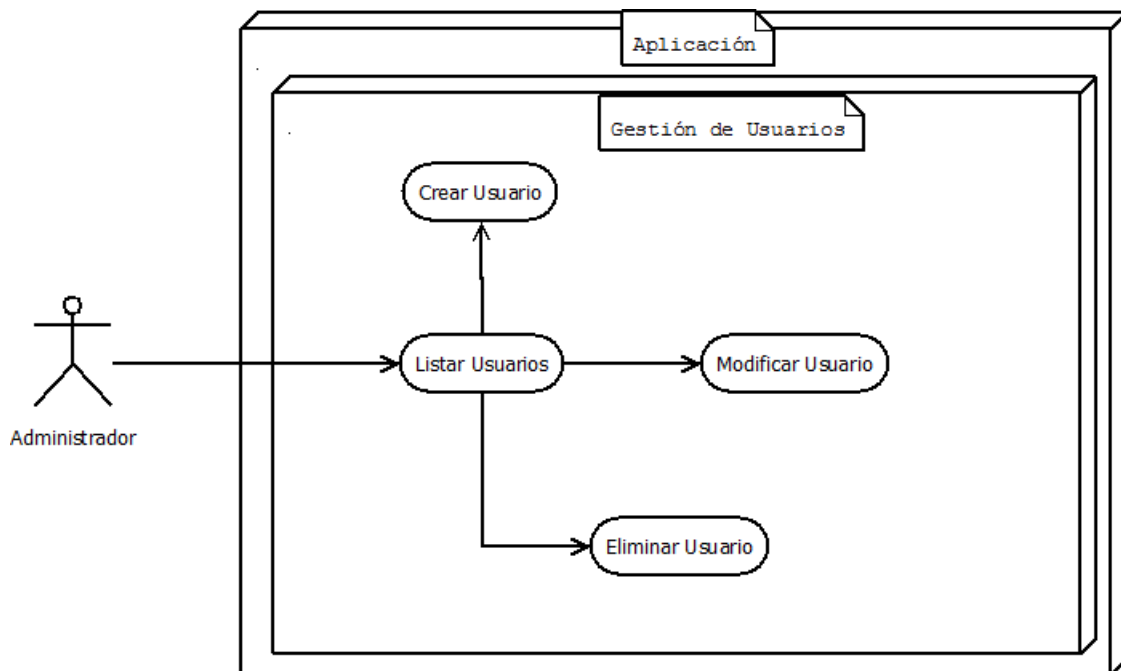 Aplicación
Gestión de Usuarios
Crear Usuario
Listar Usuarios
Modificar Usuario
Administrador
Eliminar Usuario